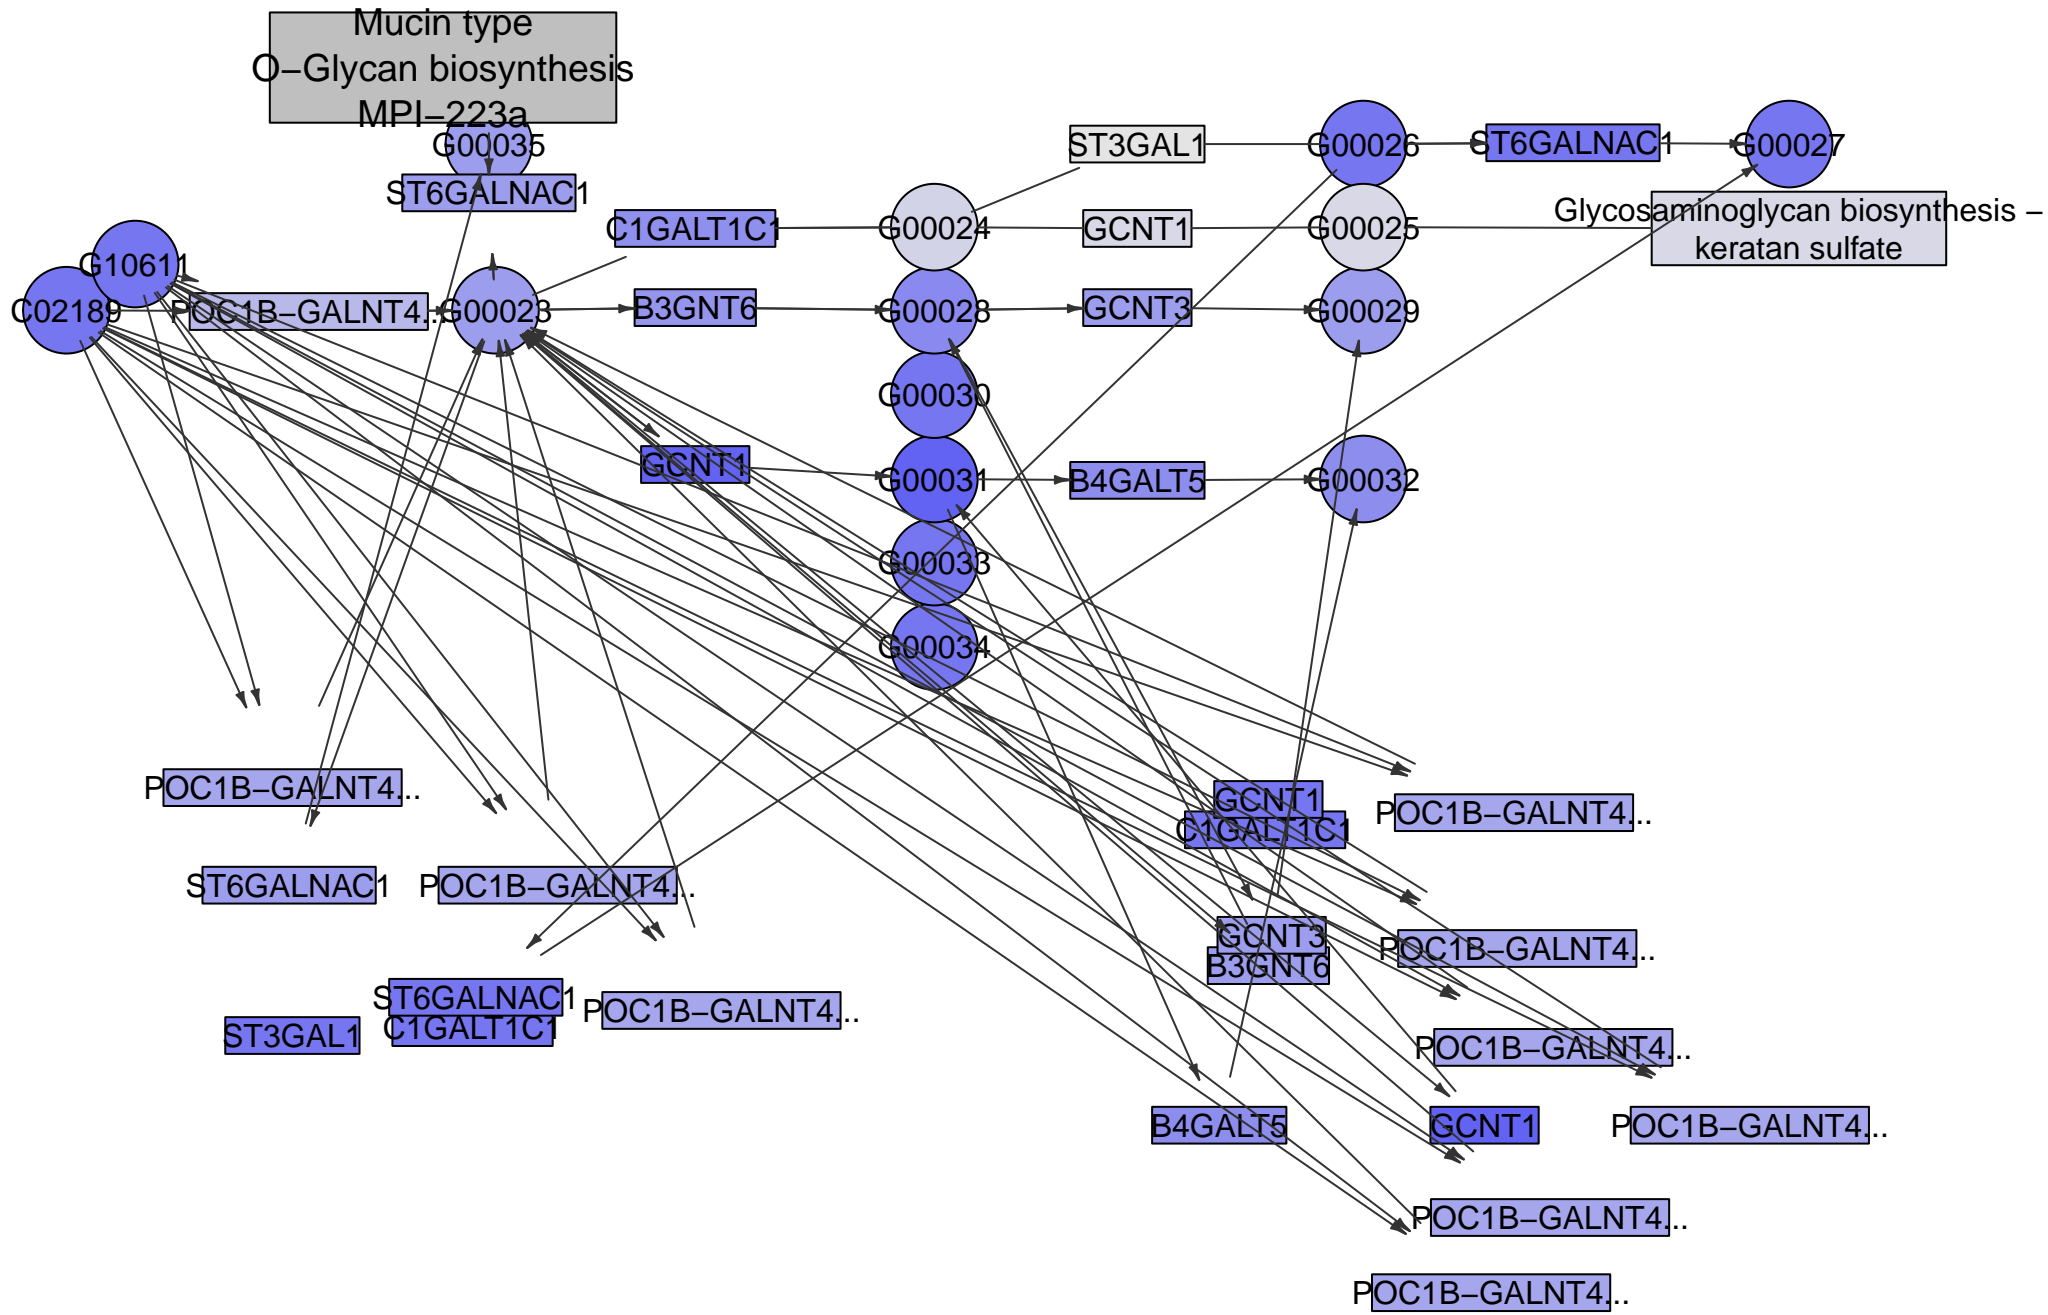 Mucin type
O−Glycan biosynthesis
MPI−223a
G00035
ST3GAL1
G00026
ST6GALNAC1
G00027
ST6GALNAC1
Glycosaminoglycan biosynthesis −
keratan sulfate
C1GALT1C1
G00024
GCNT1
G00025
G10611
C02189
POC1B−GALNT4...
G00023
B3GNT6
G00028
GCNT3
G00029
G00030
GCNT1
G00031
B4GALT5
G00032
G00033
G00034
POC1B−GALNT4...
GCNT1
C1GALT1C1
POC1B−GALNT4...
ST6GALNAC1
POC1B−GALNT4...
GCNT3
B3GNT6
POC1B−GALNT4...
ST6GALNAC1
C1GALT1C1
ST3GAL1
POC1B−GALNT4...
POC1B−GALNT4...
B4GALT5
GCNT1
POC1B−GALNT4...
POC1B−GALNT4...
POC1B−GALNT4...